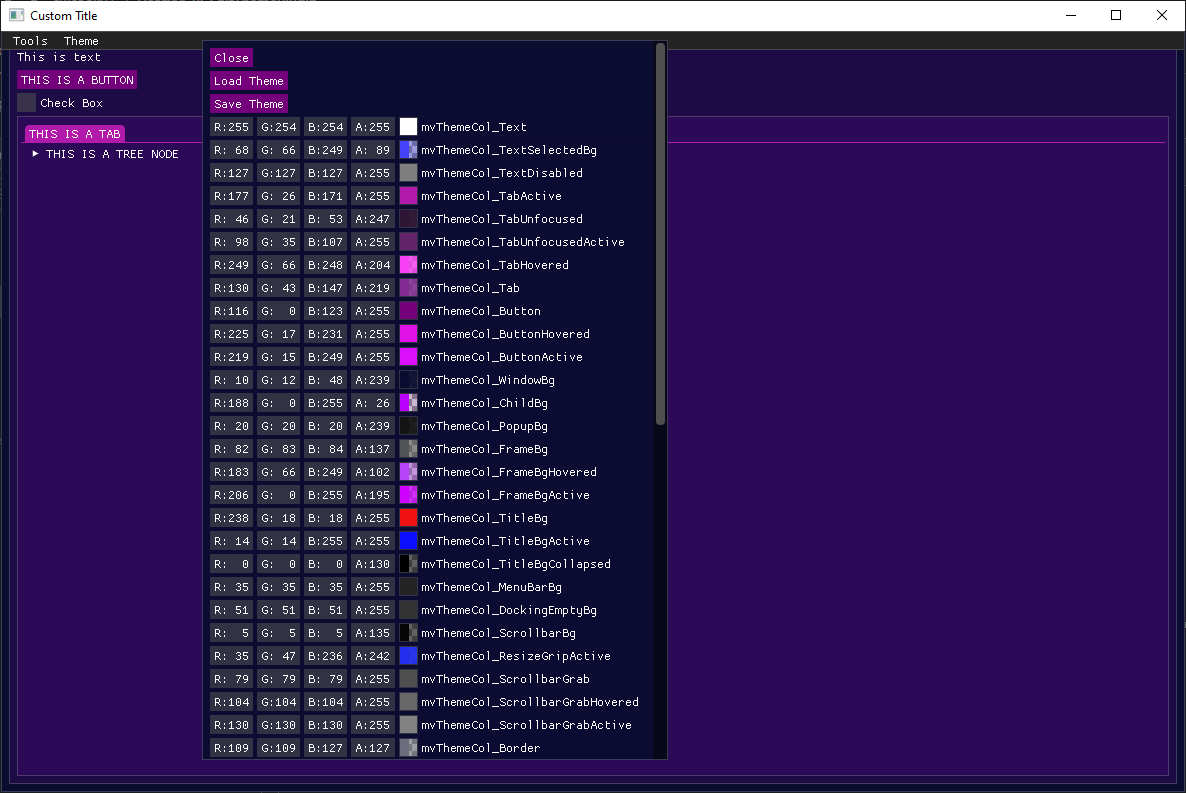 Custom Title
Tools Theme
This is text
THIS IS A BUTTON
Check Box
THIS IS A TAB
THIS IS A TREE NODE
Close
Load Theme
Save Theme
R:255 G:254 B:254 A:255 mvThemeCol_Text
R: 68 G: 66 B:249 A: 89 mvThemeCol_TextSelectedBg
R:127 G:127 B:127 A:255 mvThemeCol_TextDisabled
R:177 G: 26 B:171 A:255 mvThemeCol_TabActive
R: 46 G: 21 B: 53 A:247 mvThemeCol_TabUnfocused
R: 98 G: 35 B:107 A:255 mvThemeCol_TabUnfocusedActive
R:249 G: 66 B:248 A:204 mvThemeCol_TabHovered
R:130 G: 43 B:147 A:219 mvThemeCol_Tab
R:116 G:  0 B:123 A:255 mvThemeCol_Button
R:225 G: 17 B:231 A:255 mvThemeCol_ButtonHovered
R:219 G: 15 B:249 A:255 mvThemeCol_ButtonActive
R: 10 G: 12 B: 48 A:239 mvThemeCol_WindowBg
R:188 G:  0 B:255 A: 26 mvThemeCol_ChildBg
R: 20 G: 20 B: 20 A:239 mvThemeCol_PopupBg
R: 82 G: 83 B: 84 A:137 mvThemeCol_FrameBg
R:183 G: 66 B:249 A:102 mvThemeCol_FrameBgHovered
R:206 G:  0 B:255 A:195 mvThemeCol_FrameBgActive
R:238 G: 18 B: 18 A:255 mvThemeCol_TitleBg
R: 14 G: 14 B:255 A:255 mvThemeCol_TitleBgActive
R:  0 G:  0 B:  0 A:130 mvThemeCol_TitleBgCollapsed
R: 35 G: 35 B: 35 A:255 mvThemeCol_MenuBarBg
R: 51 G: 51 B: 51 A:255 mvThemeCol_DockingEmptyBg
R:  5 G:  5 B:  5 A:135 mvThemeCol_ScrollbarBg
R: 35 G: 47 B:236 A:242 mvThemeCol_ResizeGripActive
R: 79 G: 79 B: 79 A:255 mvThemeCol_ScrollbarGrab
R:104 G:104 B:104 A:255 mvThemeCol_ScrollbarGrabHovered
R:130 G:130 B:130 A:255 mvThemeCol_ScrollbarGrabActive
R:109 G:109 B:127 A:127 mvThemeCol_Border